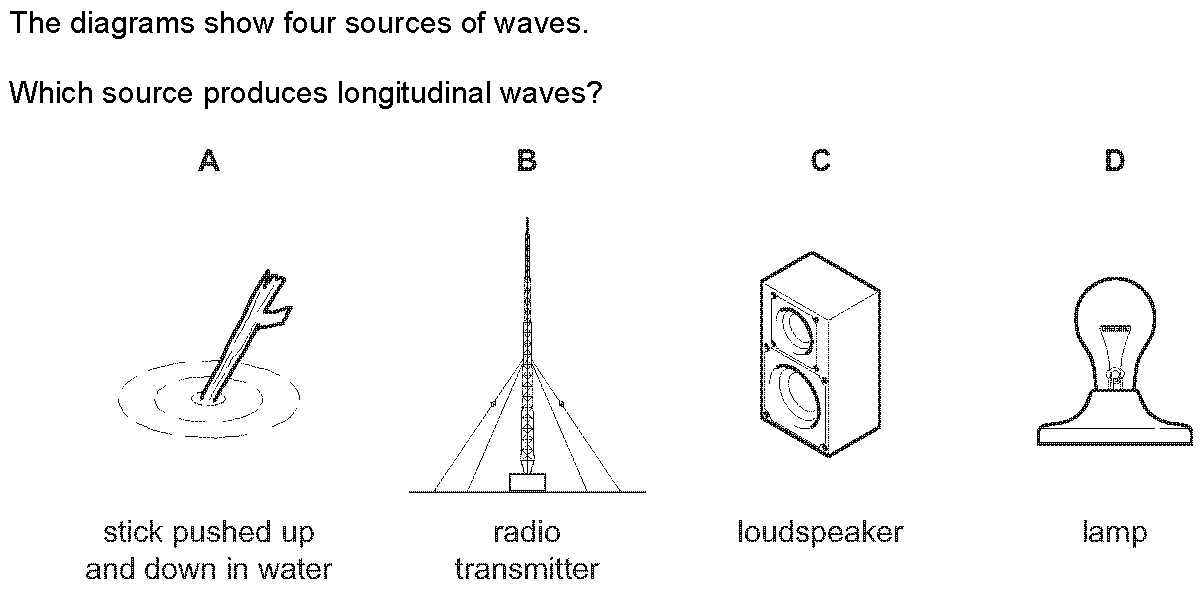 The diagrams show four sources of waves.
Which source produces longitudinal waves?
A B C D
stick pushed up and down in water
radio transmitter
loudspeaker
lamp